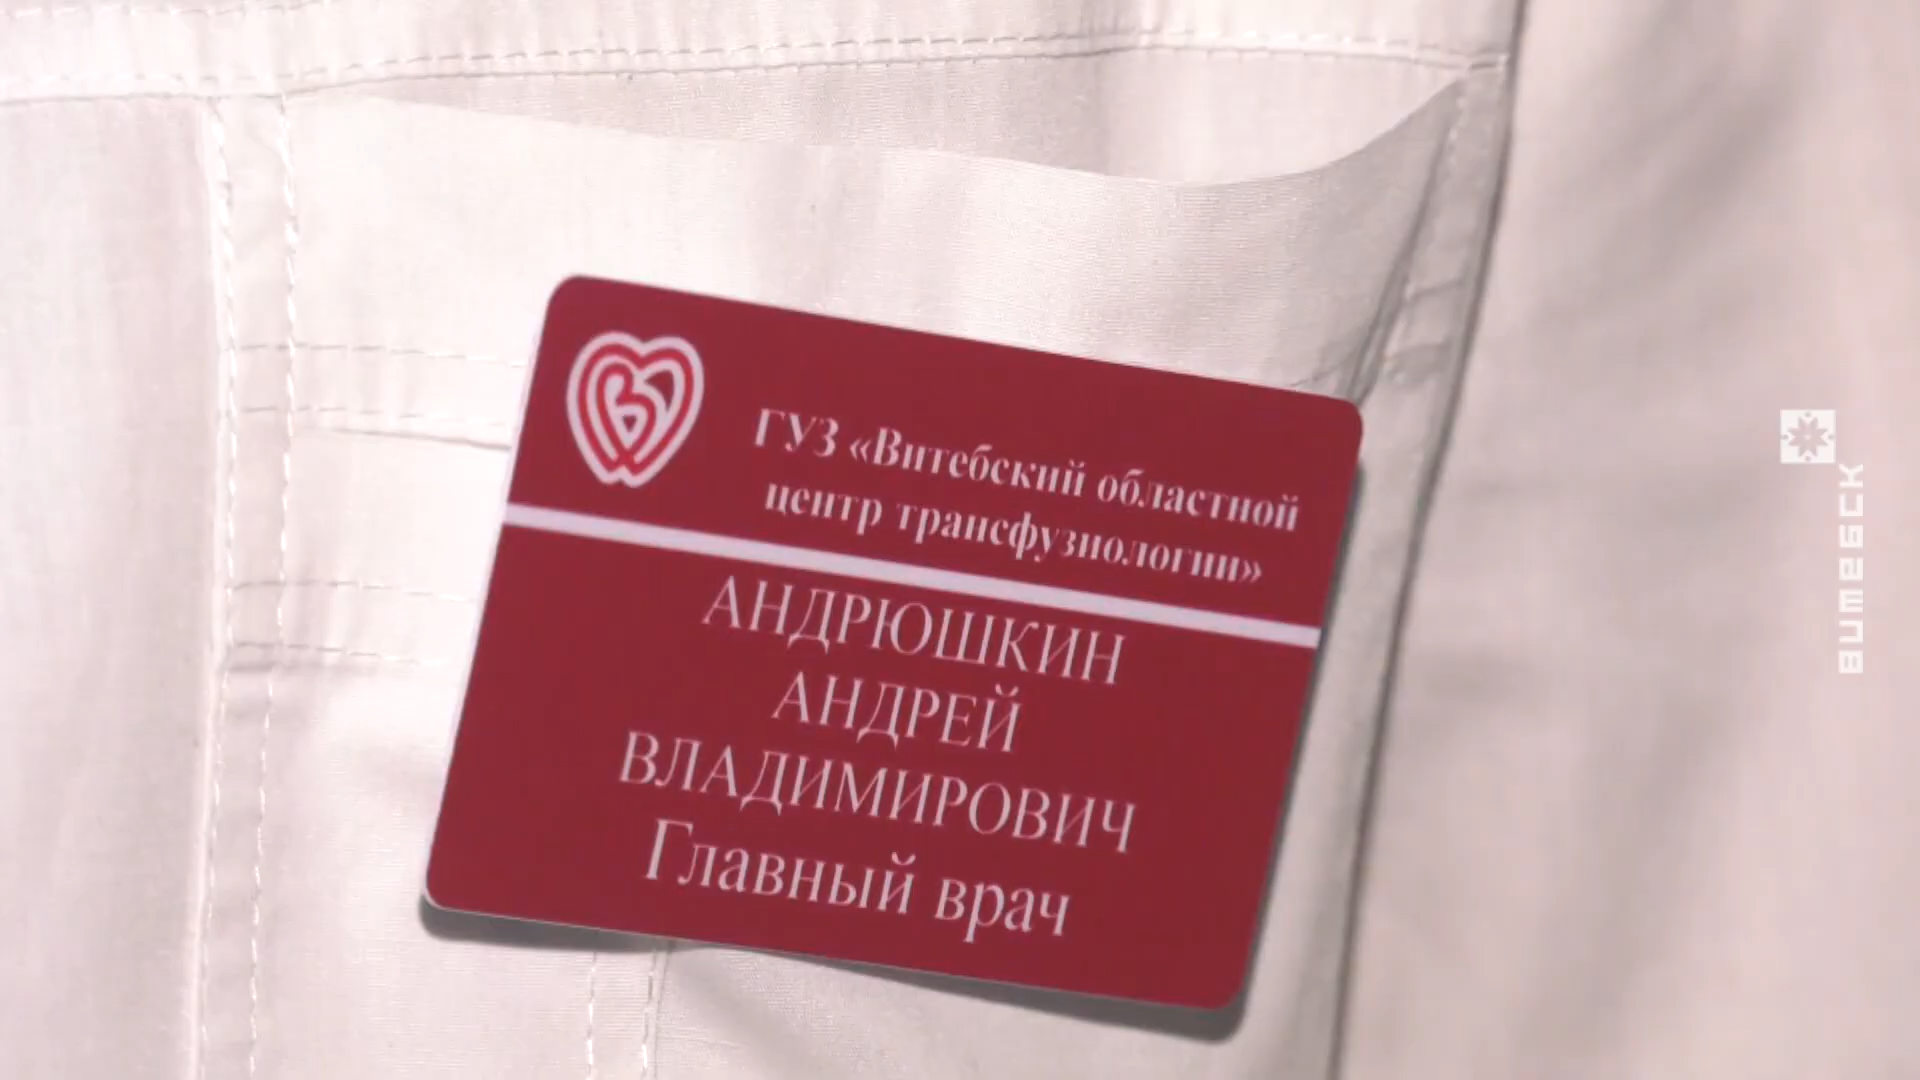 ГУЗ «Витебский областной
центр трансфузиологии»
АНДРЮШКИН
АНДРЕЙ
ВЛАДИМИРОВИЧ
Главный врач
витебск